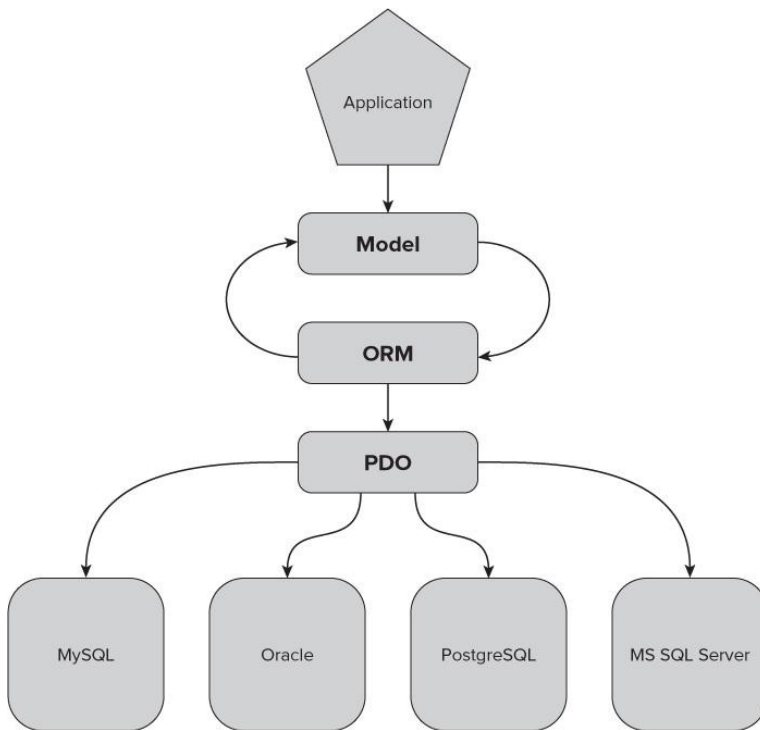 Application
Model
ORM
PDO
MySQL
Oracle
PostgreSQL
MS SQL Server